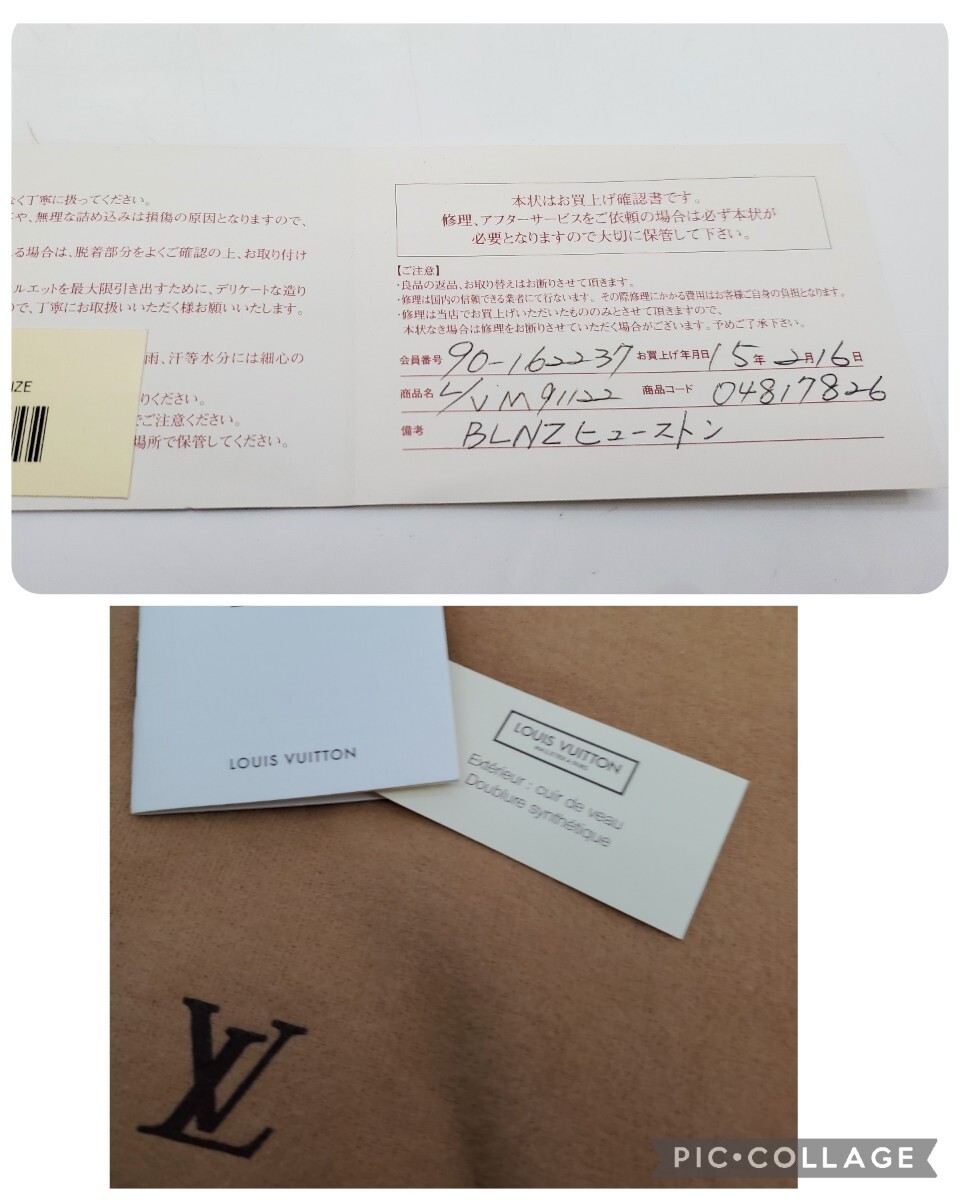 なく丁寧に扱ってください。
や、無理な詰め込みは損傷の原因となりますので、
る場合は、脱着部分をよくご確認の上、お取り付け
ルエットを最大限引き出すために、デリケートな造り
で、丁寧にお取扱いいただく様お願いいたします。
雨、汗等水分には細心の
りください。
でご注意ください。
場所で保管してください。
IZE
本状はお買上げ確認書です。
修理、アフターサービスをご依頼の場合は必ず本状が
必要となりますので大切に保管して下さい。
【ご注意】
・良品の返品、お取り替えはお断りさせて頂きます。
・修理は国内の信頼できる業者にて行ないます。その際修理にかかる費用はお客様ご自身の負担となります。
・修理は当店でお買上げいただいたもののみとさせて頂きますので、
本状なき場合は修理をお断りさせていただく場合がございます。予めご了承下さい。
会員番号 90-162237 お買上げ年月日 15年 2月16日
商品名 L/V M91122 商品コード 04817826
備考 BLNZ ヒューストン
LOUIS VUITTON
LOUIS VUITTON
Extérieur : cuir de veau
Doublure synthétique
LV
PIC•COLLAGE